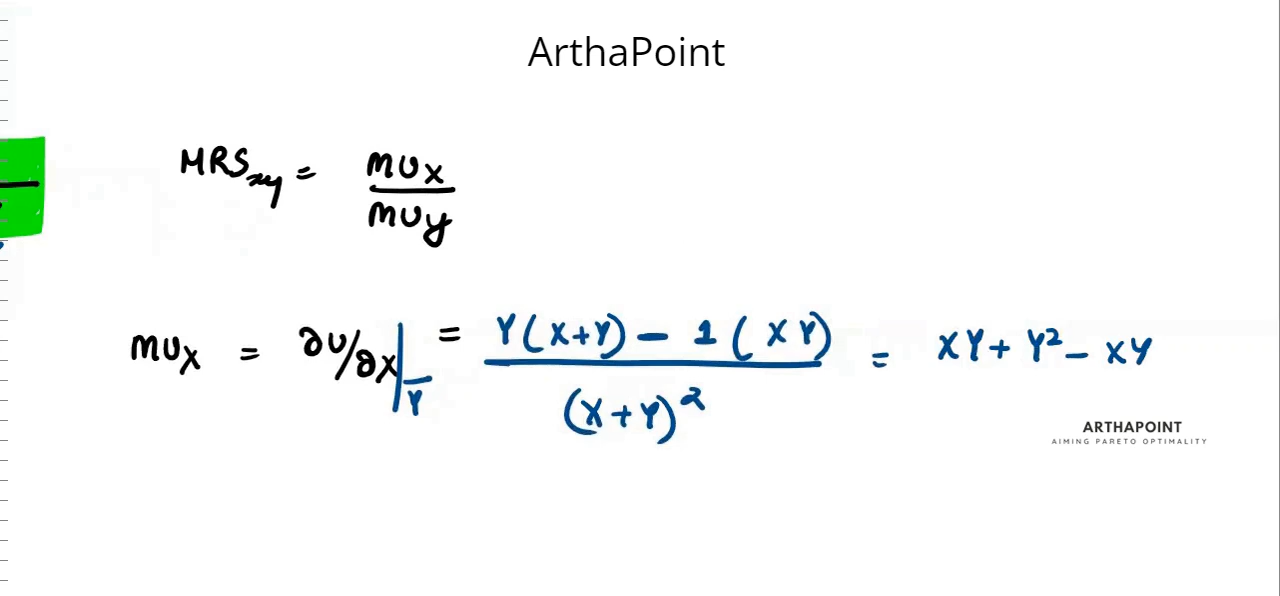 ArthaPoint
MRSxy = MUx / MUy
MUx = ∂U/∂X|Y̅ = Y(X+Y) − 1(XY) / (X+Y)² = XY + Y² − XY
ARTHAPOINT
AIMING PARETO OPTIMALITY